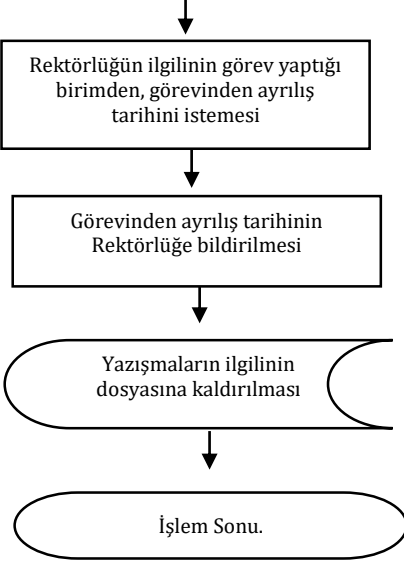 Rektörlüğün ilgilinin görev yaptığı
birimden, görevinden ayrılış
tarihini istemesi
Görevinden ayrılış tarihinin
Rektörlüğe bildirilmesi
Yazışmaların ilgilinin
dosyasına kaldırılması
İşlem Sonu.